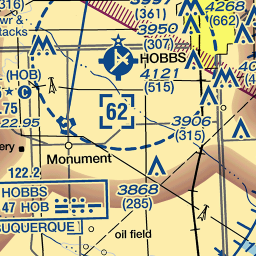 (361)
3950
(307)
4268
(662)
HOBBS
4121
(515)
(HOB)
.75
22.95
62
3906
(315)
Monument
122.2
HOBBS
47 HOB
3868
(285)
oil field